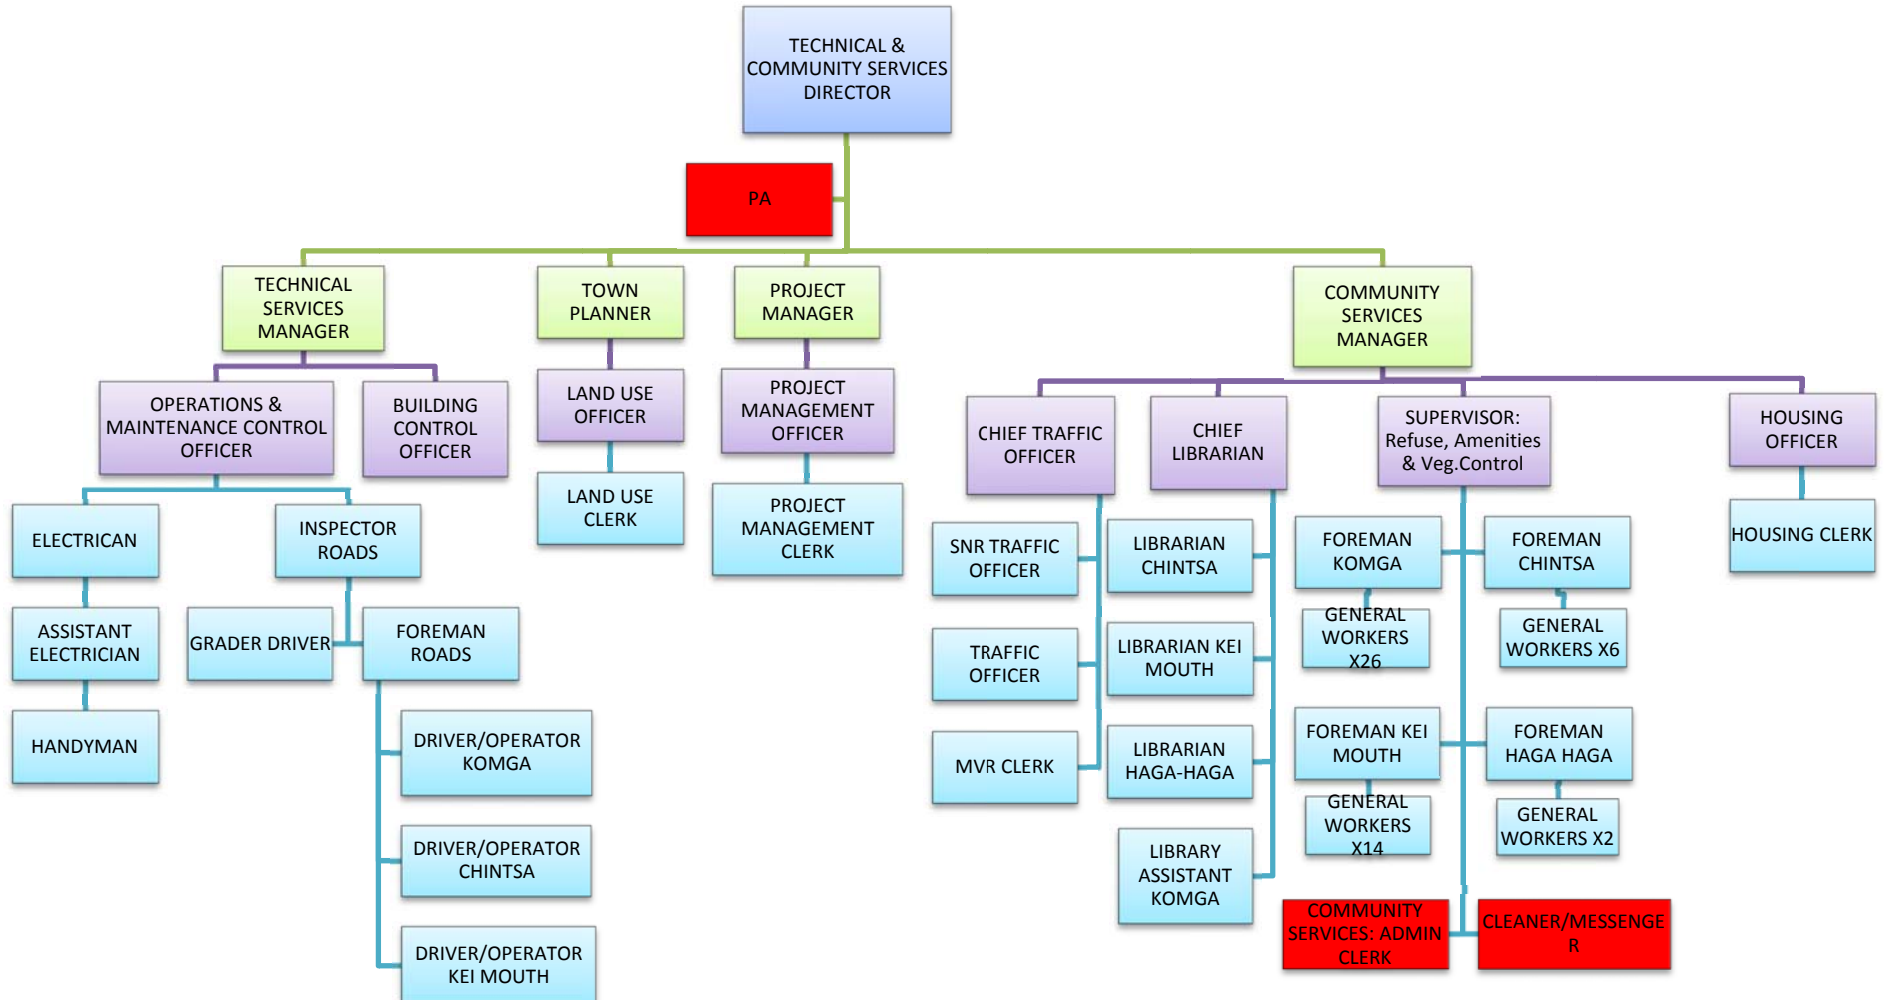 TECHNICAL &
COMMUNITY SERVICES
DIRECTOR
PA
TECHNICAL
SERVICES
MANAGER
TOWN
PLANNER
PROJECT
MANAGER
COMMUNITY
SERVICES
MANAGER
OPERATIONS &
MAINTENANCE CONTROL
OFFICER
BUILDING
CONTROL
OFFICER
LAND USE
OFFICER
PROJECT
MANAGEMENT
OFFICER
CHIEF TRAFFIC
OFFICER
CHIEF
LIBRARIAN
SUPERVISOR:
Refuse, Amenities
& Veg.Control
HOUSING
OFFICER
ELECTRICAN
INSPECTOR
ROADS
LAND USE
CLERK
PROJECT
MANAGEMENT
CLERK
SNR TRAFFIC
OFFICER
LIBRARIAN
CHINTSA
FOREMAN
KOMGA
FOREMAN
CHINTSA
HOUSING CLERK
ASSISTANT
ELECTRICIAN
GRADER DRIVER
FOREMAN
ROADS
TRAFFIC
OFFICER
LIBRARIAN KEI
MOUTH
GENERAL
WORKERS
X26
GENERAL
WORKERS X6
HANDYMAN
DRIVER/OPERATOR
KOMGA
MVR CLERK
LIBRARIAN
HAGA-HAGA
FOREMAN KEI
MOUTH
FOREMAN
HAGA HAGA
GENERAL
WORKERS
X14
GENERAL
WORKERS X2
DRIVER/OPERATOR
CHINTSA
LIBRARY
ASSISTANT
KOMGA
COMMUNITY
SERVICES: ADMIN
CLERK
CLEANER/MESSENGE
R
DRIVER/OPERATOR
KEI MOUTH